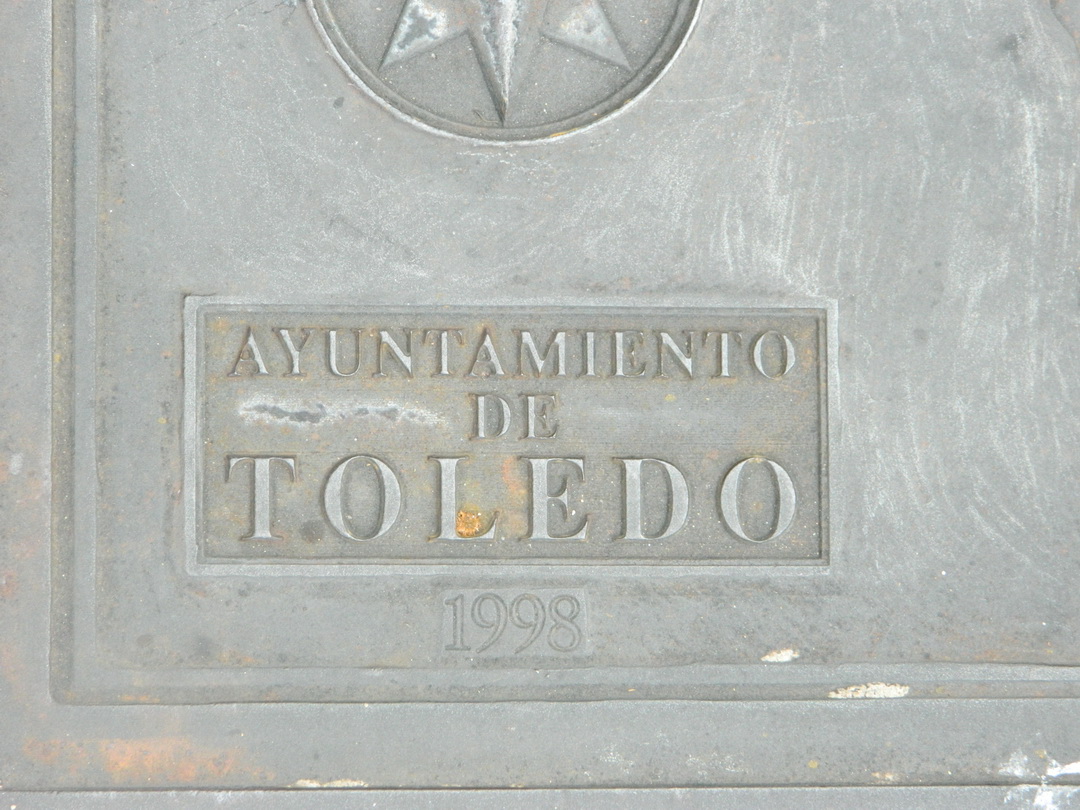 AYUNTAMIENTO
DE
TOLEDO
1998